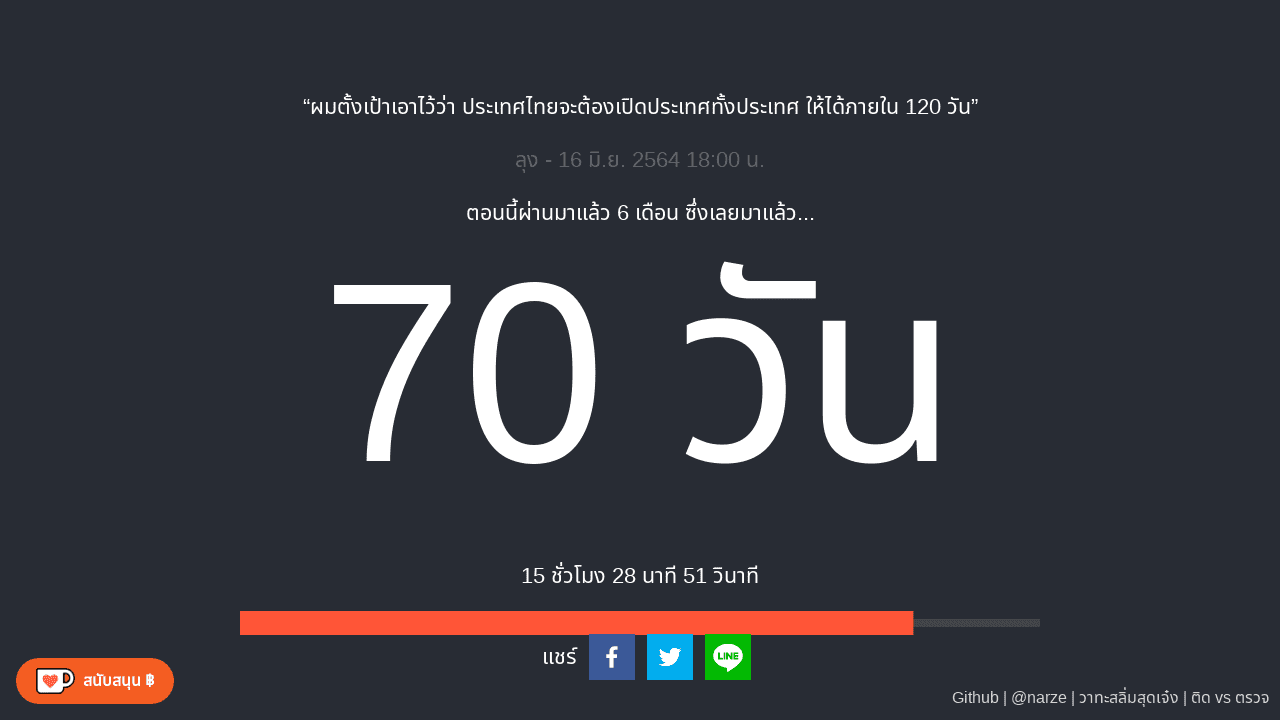 “ผมตั้งเป้าเอาไว้ว่า ประเทศไทยจะต้องเปิดประเทศทั้งประเทศ ให้ได้ภายใน 120 วัน”
ลุง - 16 มิ.ย. 2564 18:00 น.
ตอนนี้ผ่านมาแล้ว 6 เดือน ซึ่งเลยมาแล้ว...
70 วัน
15 ชั่วโมง 28 นาที 51 วินาที
แชร์
LINE
สนับสนุน ฿
Github | @narze | วาทะสลิ่มสุดเจ๋ง | ติด vs ตรวจ